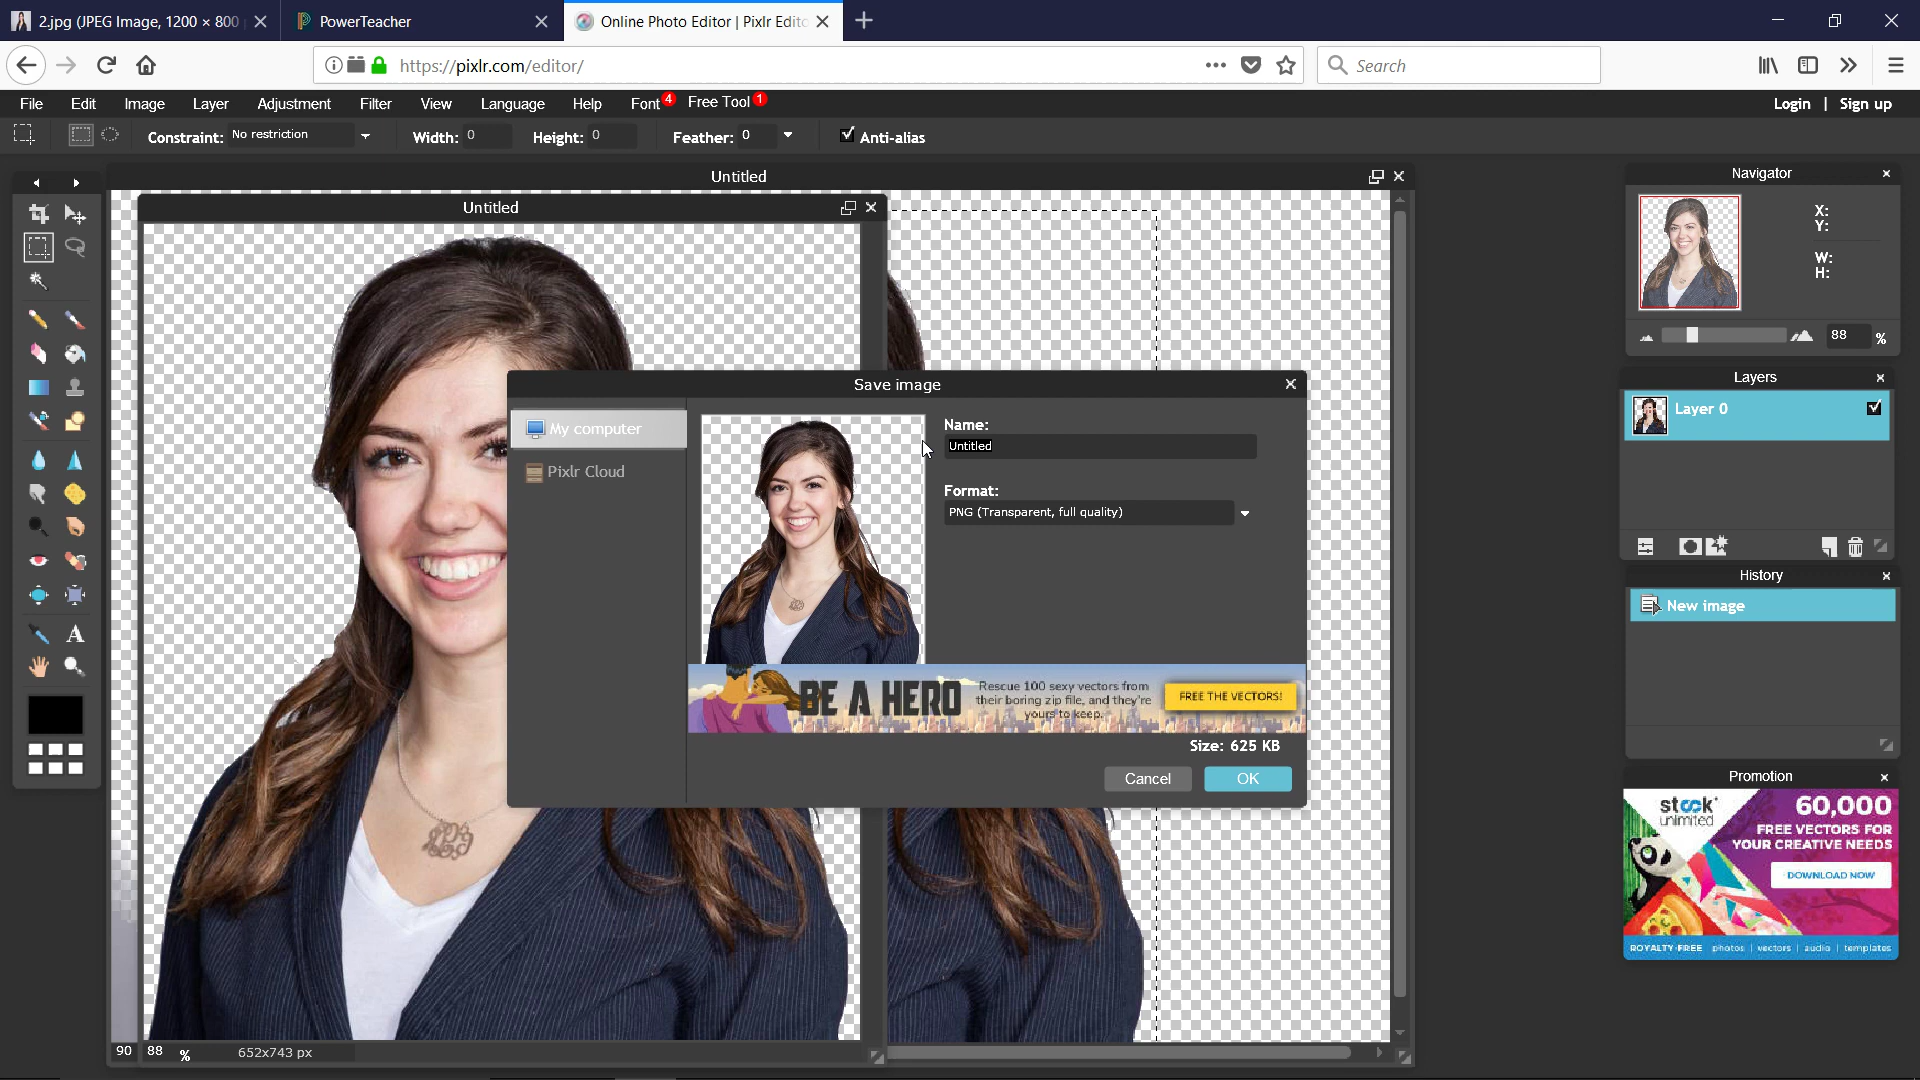 2.jpg (JPEG Image, 1200 × 800
PowerTeacher
Online Photo Editor | Pixlr Edito
https://pixlr.com/editor/
Search
File Edit Image Layer Adjustment Filter View Language Help Font 4 Free Tool 1
Login | Sign up
Constraint: No restriction Width: 0 Height: 0 Feather: 0 Anti-alias
Untitled
Untitled
Save image
My computer
Pixlr Cloud
Name:
Untitled
Format:
PNG (Transparent, full quality)
BE A HERO
Rescue 100 sexy vectors from
their boring zip file, and they're
yours to keep.
FREE THE VECTORS!
Size: 625 KB
Cancel OK
90 88 % 652x743 px
A
Navigator
X:
Y:
W:
H:
88 %
Layers
Layer 0
History
New image
Promotion
stock
unlimited
60,000
FREE VECTORS FOR
YOUR CREATIVE NEEDS
DOWNLOAD NOW
ROYALTY-FREE photos | vectors | audio | templates